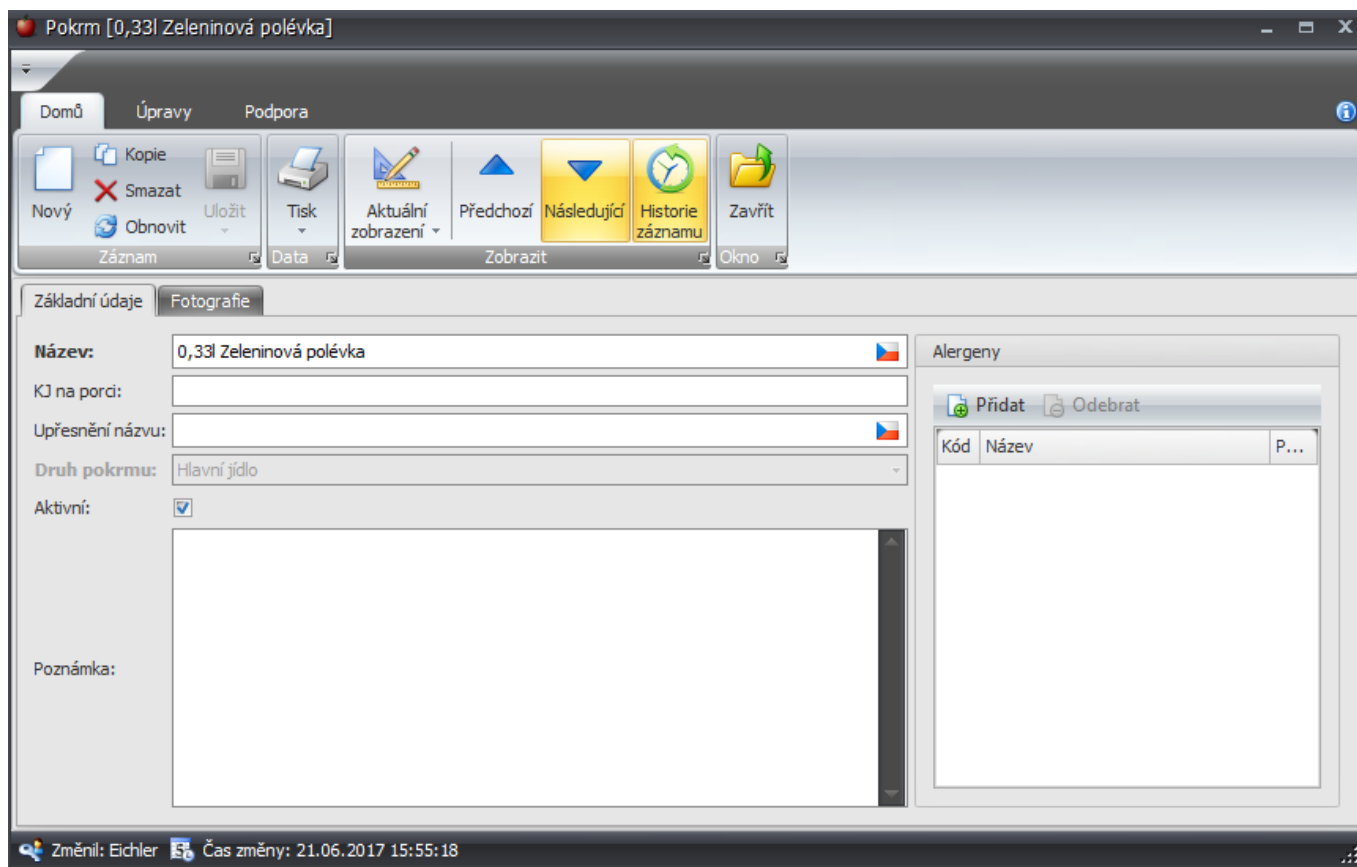 Pokrm [0,33l Zeleninová polévka]
Domů Úpravy Podpora
Nový
Kopie
Smazat
Obnovit
Uložit
Záznam
Tisk
Data
Aktuální
zobrazení
Předchozí
Následující
Historie
záznamu
Zobrazit
Zavřít
Okno
Základní údaje Fotografie
Název: 0,33l Zeleninová polévka
KJ na porci:
Upřesnění názvu:
Druh pokrmu: Hlavní jídlo
Aktivní:
Poznámka:
Alergeny
Přidat Odebrat
Kód Název P...
Změnil: Eichler Čas změny: 21.06.2017 15:55:18